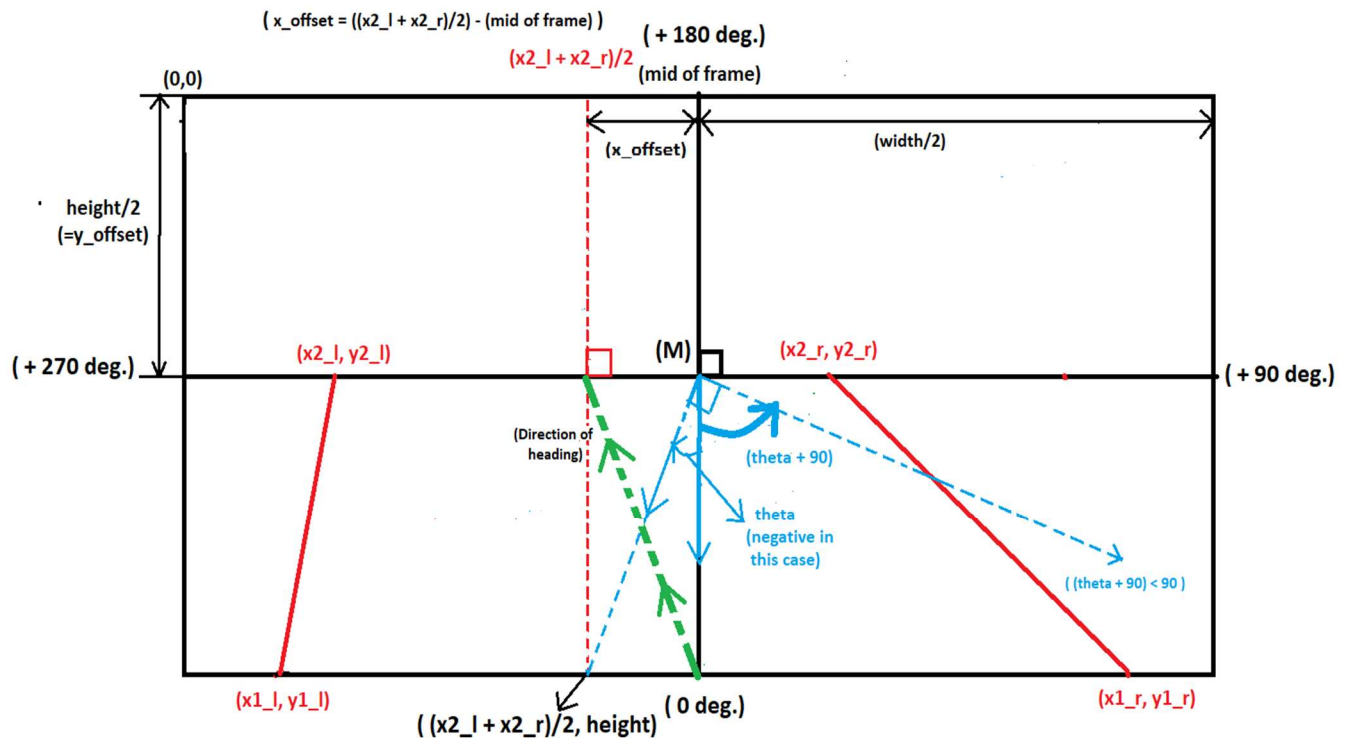 ( x_offset = ((x2_l + x2_r)/2) - (mid of frame) )
( + 180 deg.)
(x2_l + x2_r)/2
(mid of frame)
(0,0)
(x_offset)
(width/2)
height/2
(=y_offset)
(x2_l, y2_l)
(M)
(x2_r, y2_r)
( + 270 deg.)
( + 90 deg.)
(Direction of
heading)
(theta + 90)
theta
(negative in
this case)
( (theta + 90) < 90 )
(x1_l, y1_l)
( 0 deg.)
(x1_r, y1_r)
( (x2_l + x2_r)/2, height)